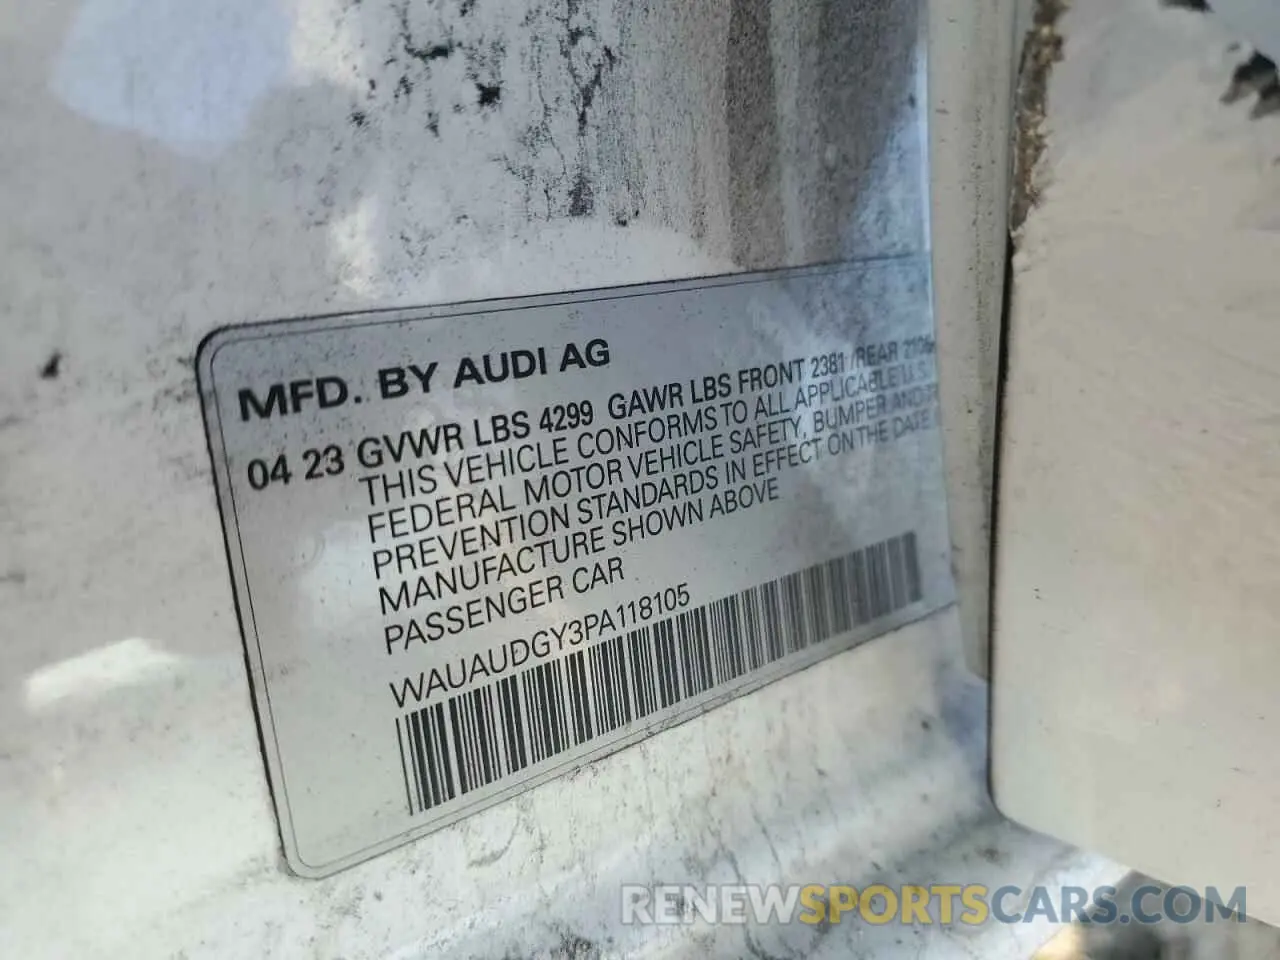 MFD. BY AUDI AG
04 23 GVWR LBS 4299 GAWR LBS FRONT 2381 /REAR
THIS VEHICLE CONFORMS TO ALL APPLICABLE U.S.
FEDERAL MOTOR VEHICLE SAFETY, BUMPER AND
PREVENTION STANDARDS IN EFFECT ON THE DATE
MANUFACTURE SHOWN ABOVE
PASSENGER CAR
WAUAUDGY3PA118105
RENEWSPORTSCARS.COM